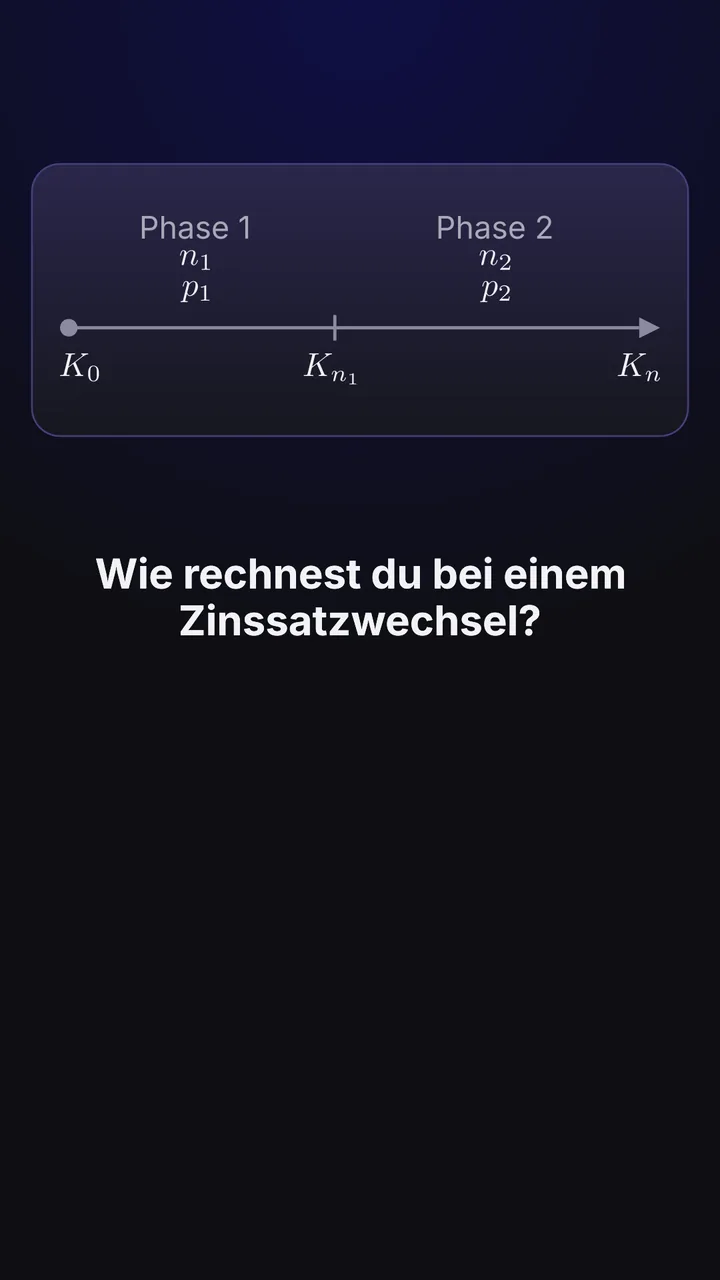 Phase 1 Phase 2
n₁ n₂
p₁ p₂
K₀ Kₙ₁ Kₙ
Wie rechnest du bei einem
Zinssatzwechsel?